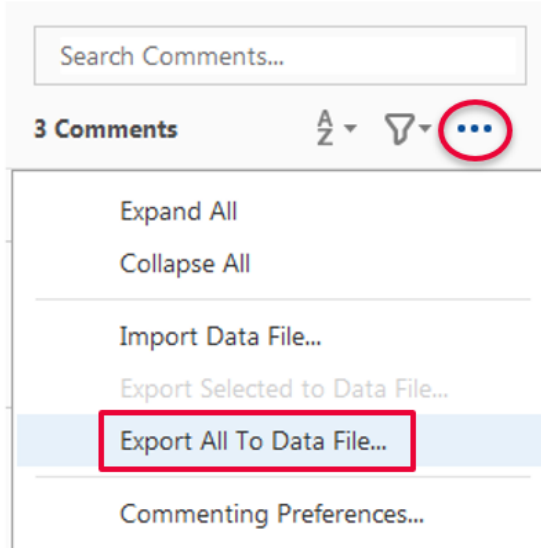 Search Comments...
3 Comments
A
Z
Expand All
Collapse All
Import Data File...
Export Selected to Data File...
Export All To Data File...
Commenting Preferences...